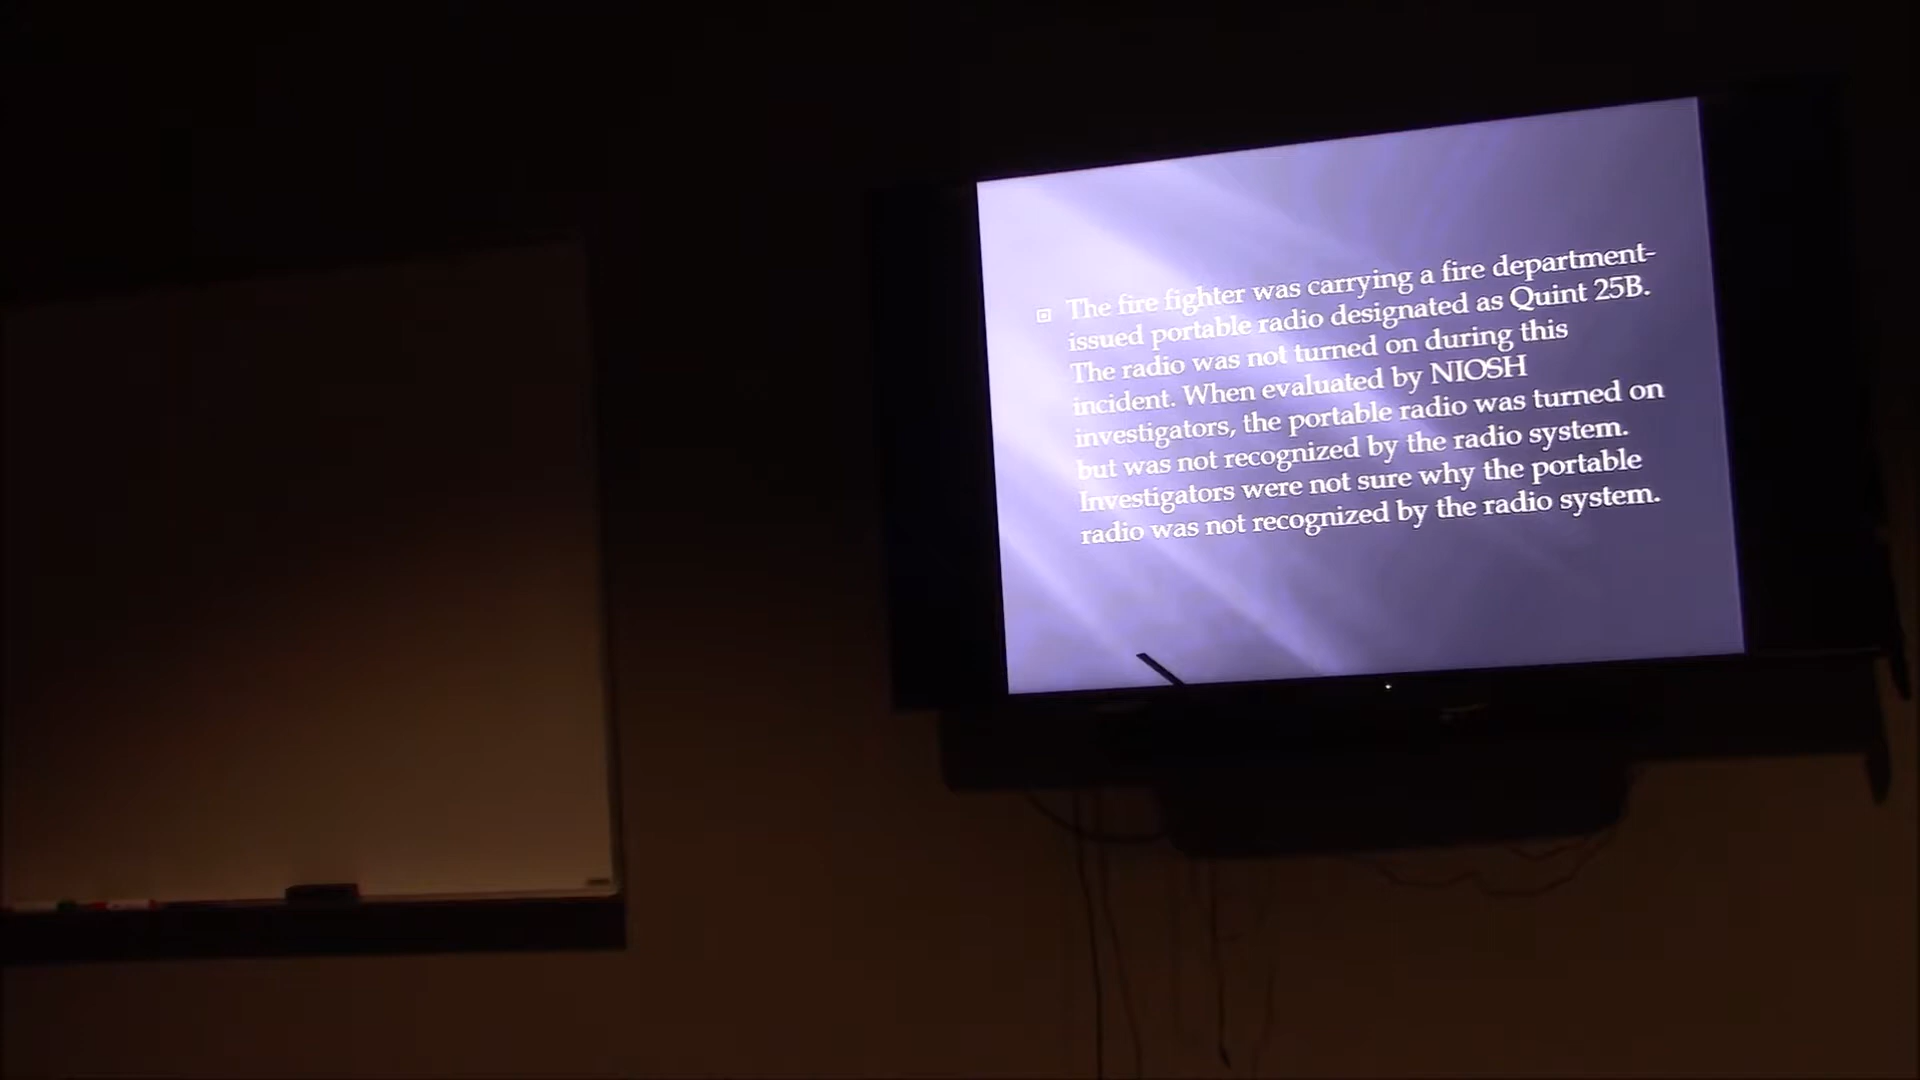 The fire fighter was carrying a fire department-
issued portable radio designated as Quint 25B.
The radio was not turned on during this
incident. When evaluated by NIOSH
investigators, the portable radio was turned on
but was not recognized by the radio system.
Investigators were not sure why the portable
radio was not recognized by the radio system.